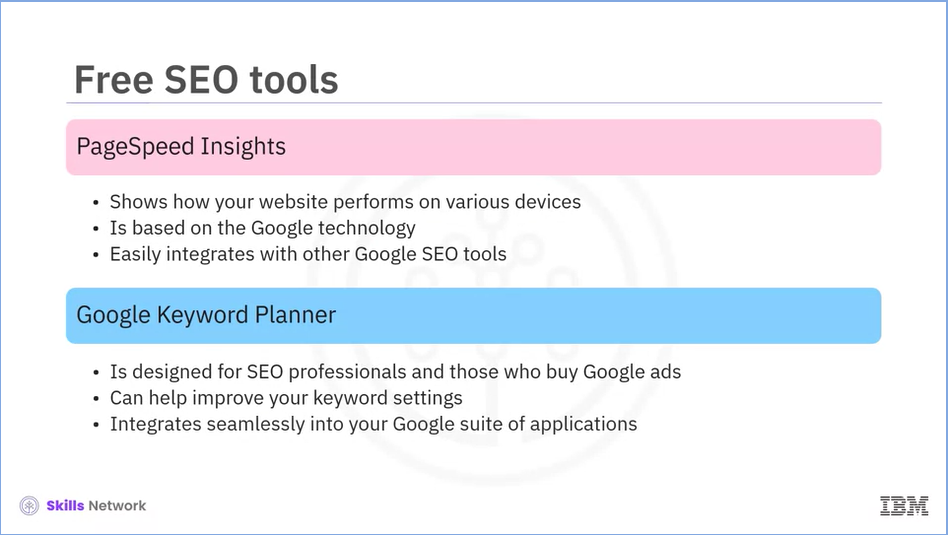 Free SEO tools
PageSpeed Insights
• Shows how your website performs on various devices
• Is based on the Google technology
• Easily integrates with other Google SEO tools
Google Keyword Planner
• Is designed for SEO professionals and those who buy Google ads
• Can help improve your keyword settings
• Integrates seamlessly into your Google suite of applications
Skills Network
IBM